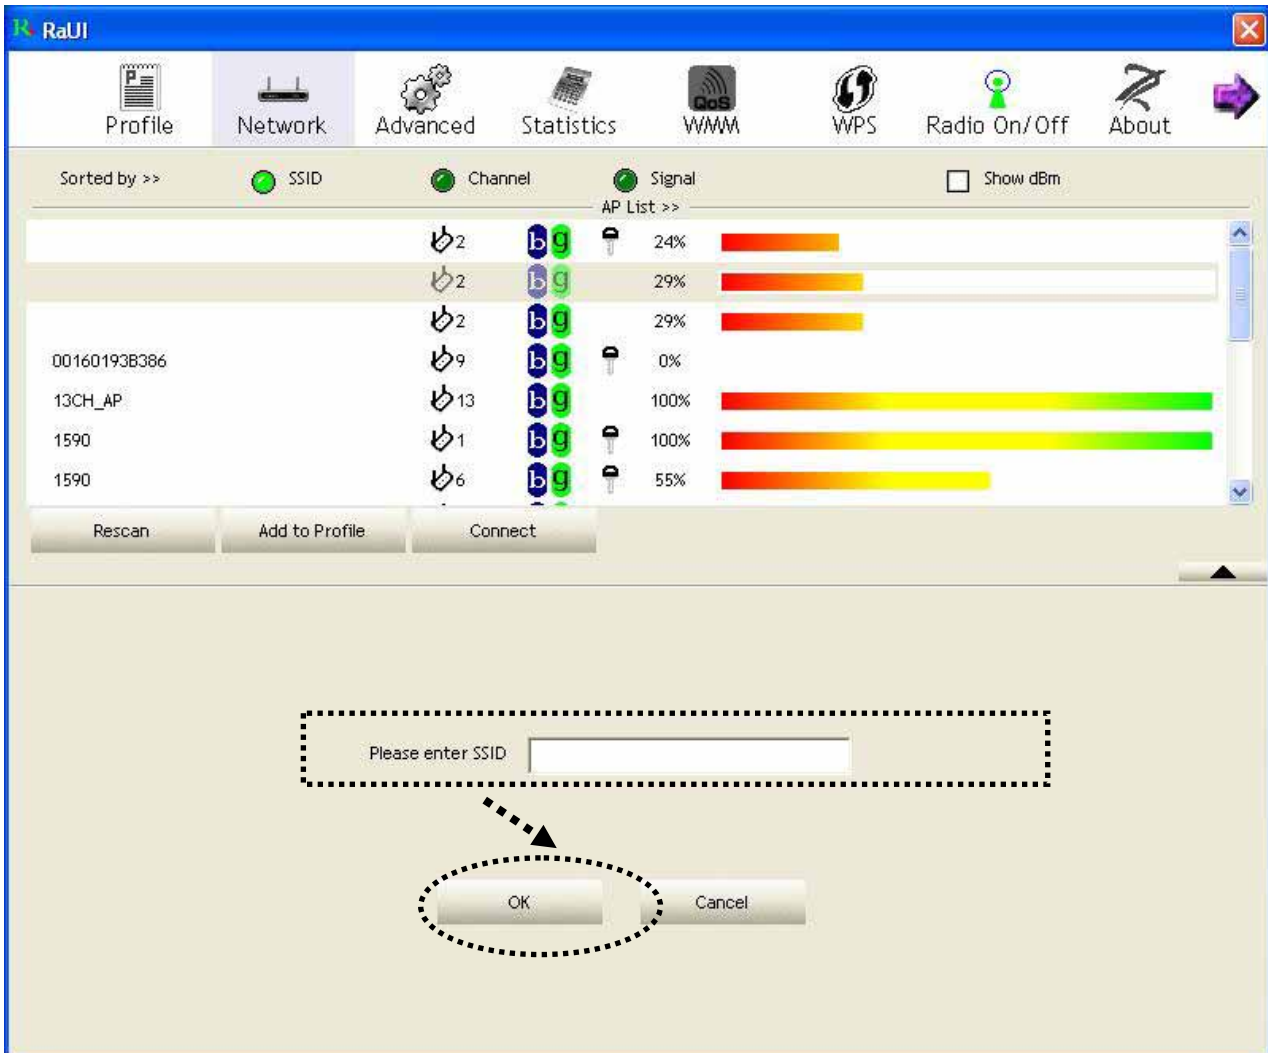 RaUI
Profile Network Advanced Statistics QoS WMM WPS Radio On/Off About
Sorted by >> SSID Channel Signal Show dBm
AP List >>
2 b g 24%
2 b g 29%
2 b g 29%
00160193B386 9 b g 0%
13CH_AP 13 b g 100%
1590 1 b g 100%
1590 6 b g 55%
Rescan Add to Profile Connect
Please enter SSID
OK Cancel